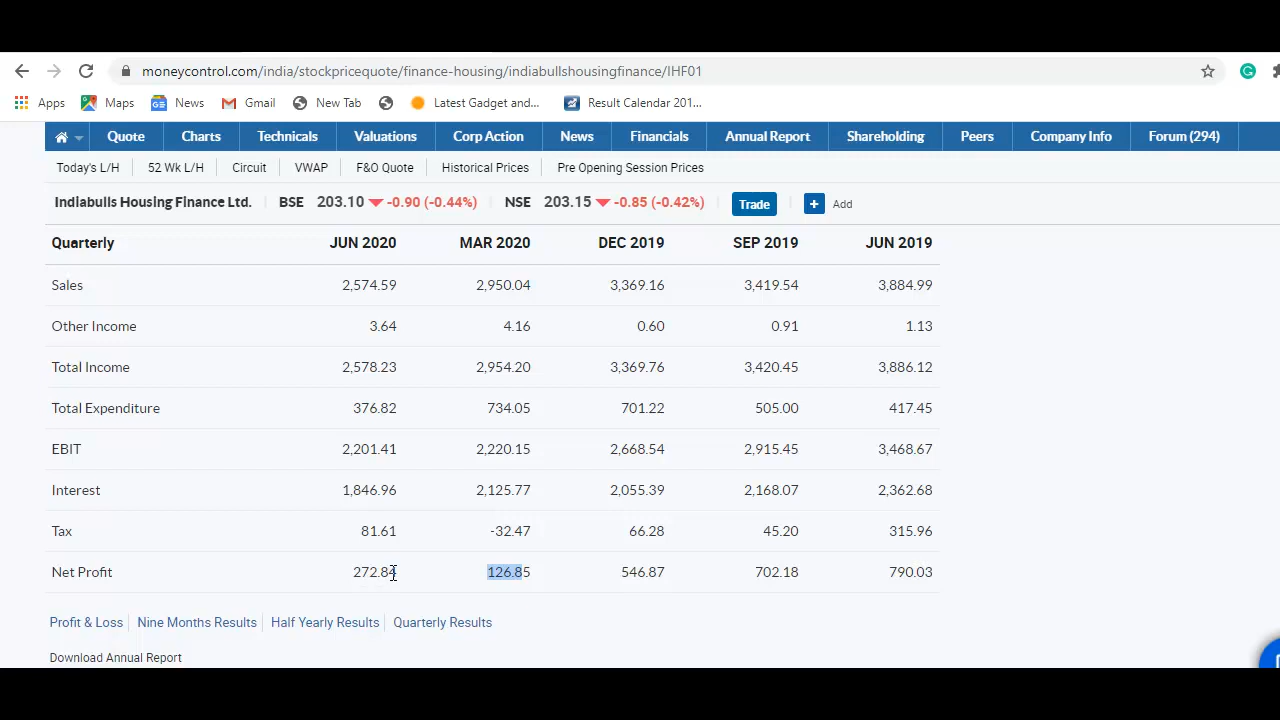 moneycontrol.com/india/stockpricequote/finance-housing/indiabullshousingfinance/IHF01
Apps Maps News Gmail New Tab Latest Gadget and... Result Calendar 201...
Quote Charts Technicals Valuations Corp Action News Financials Annual Report Shareholding Peers Company Info Forum (294)
Today's L/H 52 Wk L/H Circuit VWAP F&O Quote Historical Prices Pre Opening Session Prices
Indiabulls Housing Finance Ltd. BSE 203.10 -0.90 (-0.44%) NSE 203.15 -0.85 (-0.42%) Trade + Add
Quarterly JUN 2020 MAR 2020 DEC 2019 SEP 2019 JUN 2019
Sales 2,574.59 2,950.04 3,369.16 3,419.54 3,884.99
Other Income 3.64 4.16 0.60 0.91 1.13
Total Income 2,578.23 2,954.20 3,369.76 3,420.45 3,886.12
Total Expenditure 376.82 734.05 701.22 505.00 417.45
EBIT 2,201.41 2,220.15 2,668.54 2,915.45 3,468.67
Interest 1,846.96 2,125.77 2,055.39 2,168.07 2,362.68
Tax 81.61 -32.47 66.28 45.20 315.96
Net Profit 272.84 126.85 546.87 702.18 790.03
Profit & Loss Nine Months Results Half Yearly Results Quarterly Results
Download Annual Report